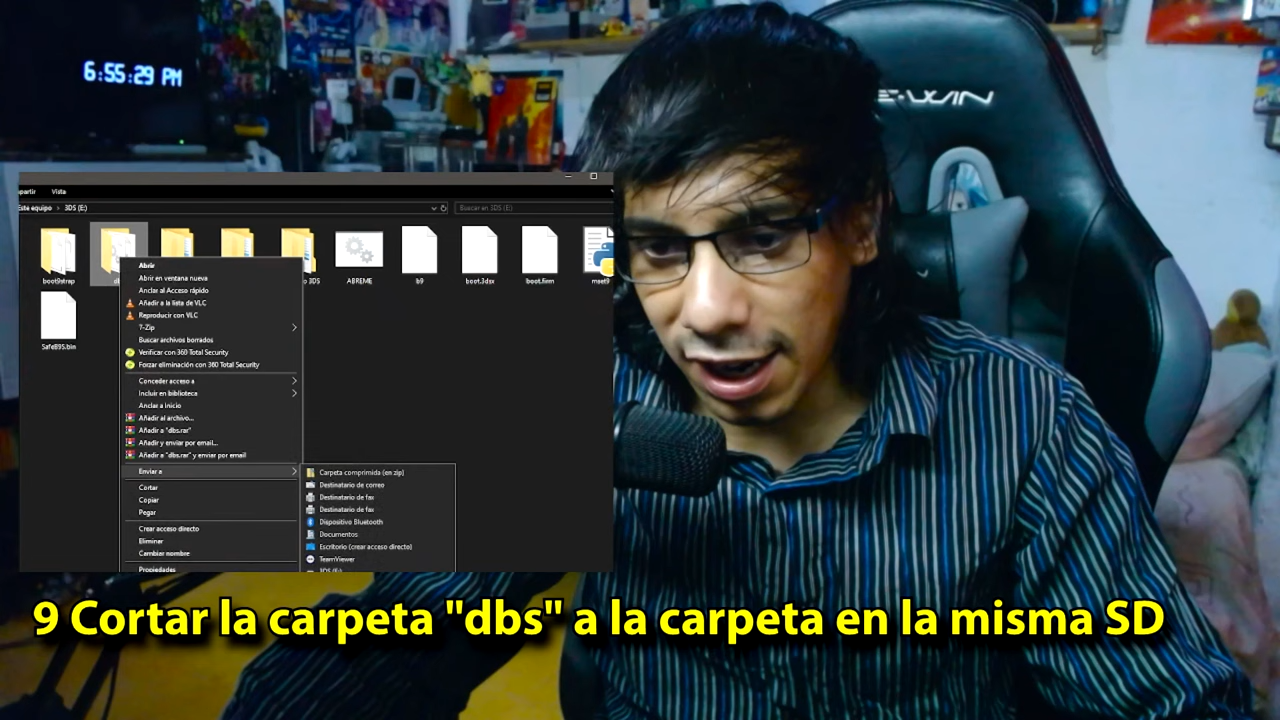 6:55:29 PM
E-WIN
partir Vista
Este equipo > 3DS (E:)
Buscar en 3DS (E:)
boot9strap
3DS
ABREME
b9
boot.3dsx
boot.firm
SafeB9S.bin
Abrir
Abrir en ventana nueva
Anclar al Acceso rápido
Añadir a la lista de VLC
Reproducir con VLC
7-Zip
Buscar archivos borrados
Verificar con 360 Total Security
Forzar eliminación con 360 Total Security
Conceder acceso a
Incluir en biblioteca
Anclar a Inicio
Añadir al archivo...
Añadir a "dbs.rar"
Añadir y enviar por email...
Añadir a "dbs.rar" y enviar por email
Enviar a
Cortar
Copiar
Pegar
Crear acceso directo
Eliminar
Cambiar nombre
Propiedades
Carpeta comprimida (en zip)
Destinatario de correo
Destinatario de fax
Destinatario de fax
Dispositivo Bluetooth
Documentos
Escritorio (crear acceso directo)
TeamViewer
3DS (E:)
9 Cortar la carpeta "dbs" a la carpeta en la misma SD